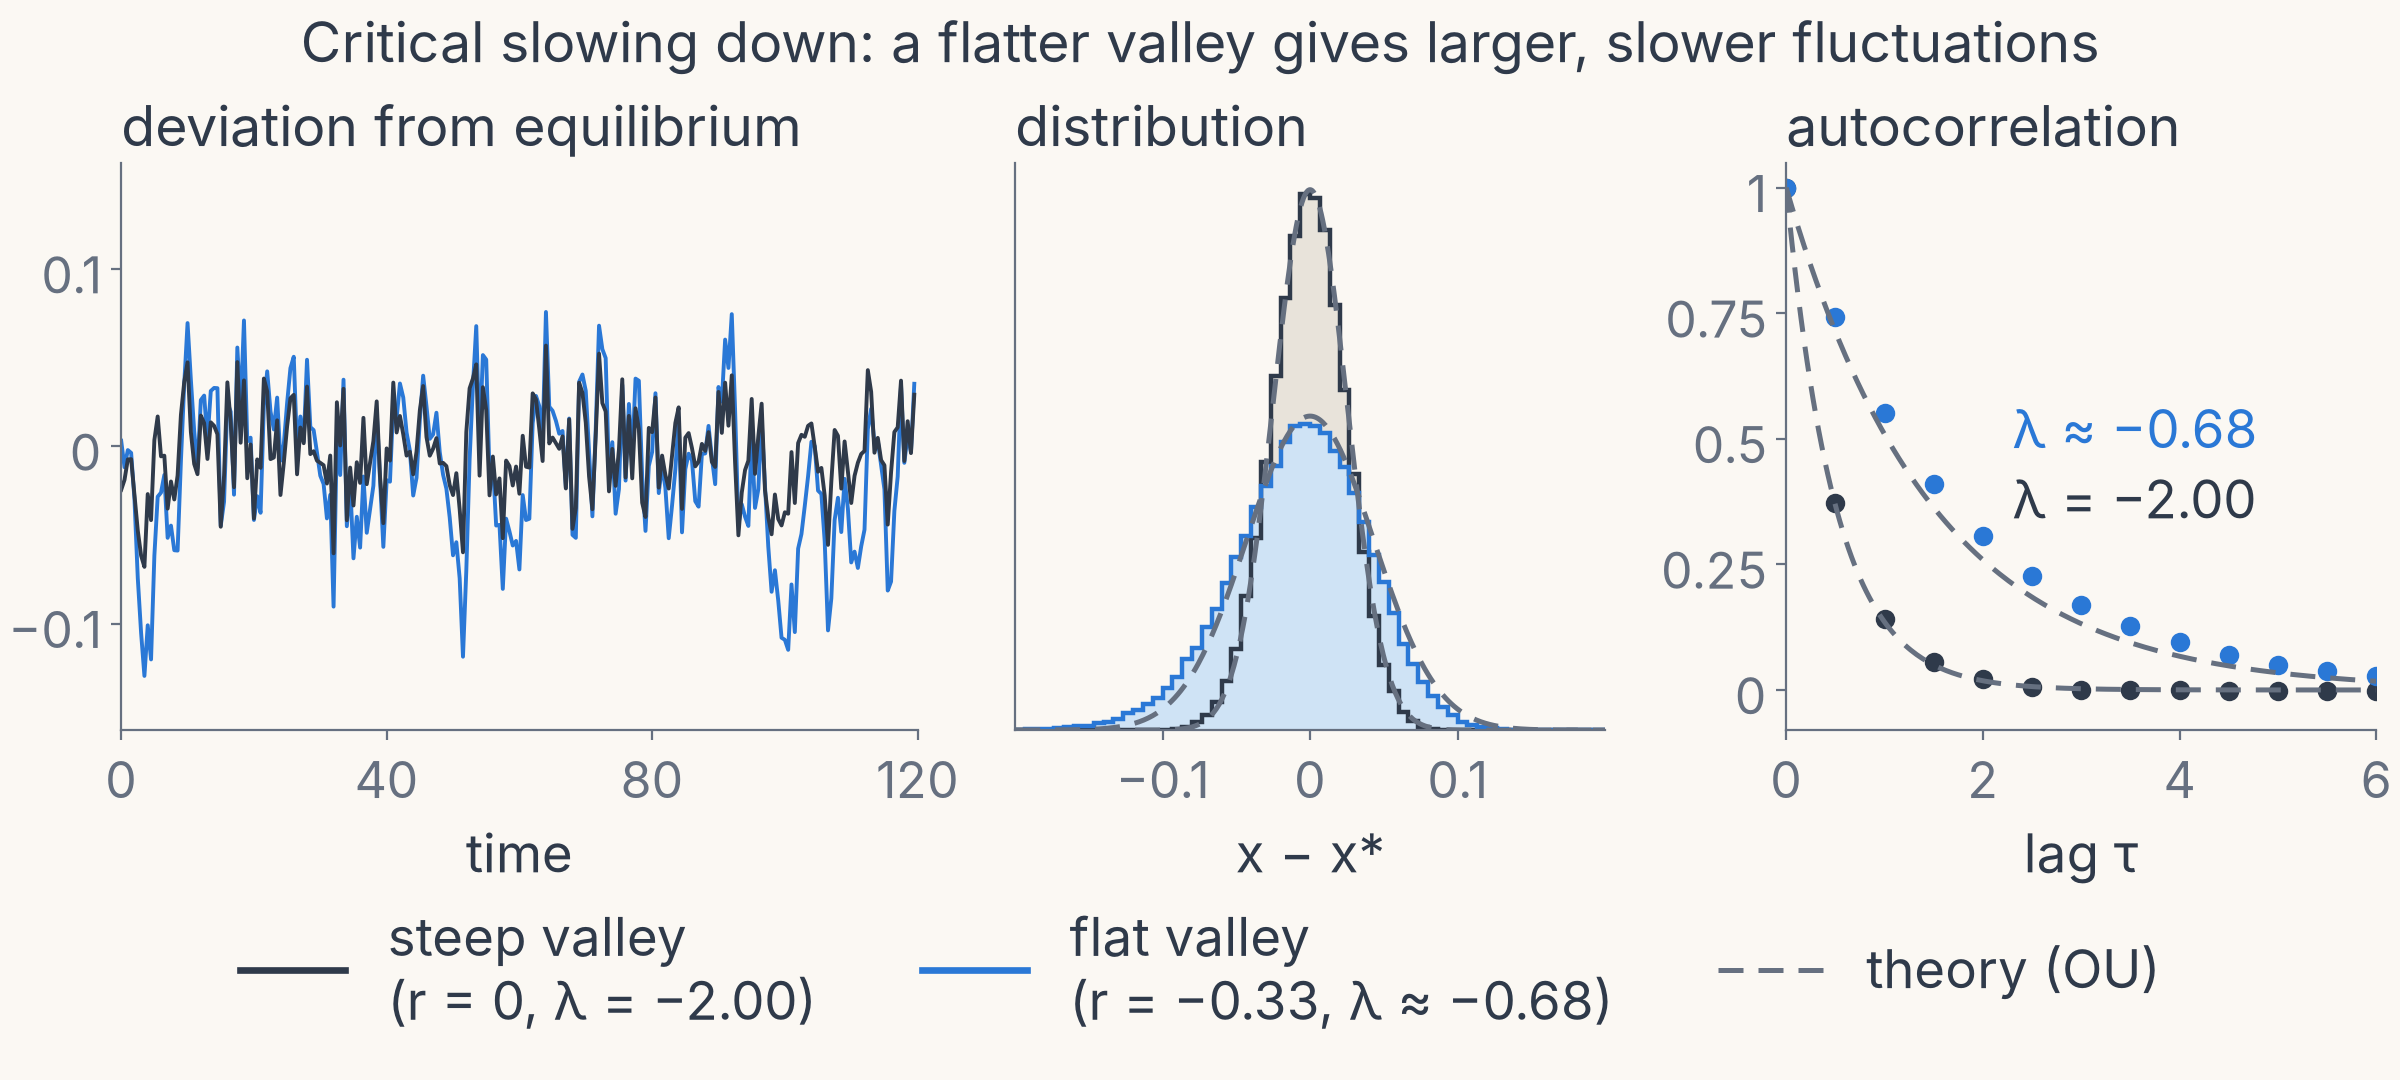 Critical slowing down: a flatter valley gives larger, slower fluctuations
deviation from equilibrium
distribution
autocorrelation
0.1
0
−0.1
0
40
80
120
time
−0.1
0
0.1
x − x*
1
0.75
0.5
0.25
0
λ ≈ −0.68
λ = −2.00
0
2
4
6
lag τ
steep valley
(r = 0, λ = −2.00)
flat valley
(r = −0.33, λ ≈ −0.68)
theory (OU)